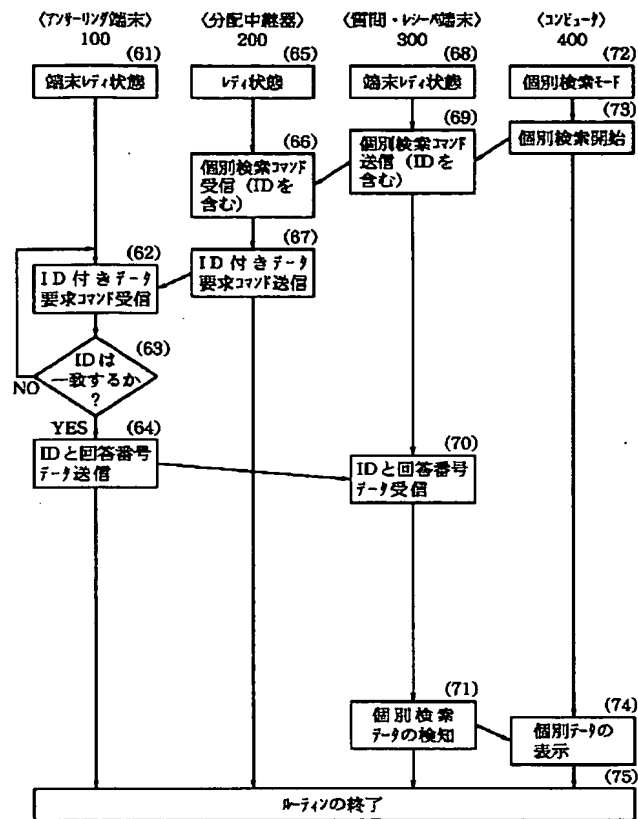 〈アンサーリング端末〉 〈分配中継器〉 〈質問・レシーバ端末〉 〈コンピュータ〉
100 200 300 400
(61) (65) (68) (72)
端末レディ状態 レディ状態 端末レディ状態 個別検索モード
(66) (69) (73)
個別検索コマンド
受信（IDを
含む）
個別検索コマンド
送信（IDを
含む）
個別検索開始
(62) (67)
ID付きデータ
要求コマンド受信
ID付きデータ
要求コマンド送信
(63)
IDは
一致するか
?
NO
YES (64)
IDと回答番号
データ送信
(70)
IDと回答番号
データ受信
(71) (74)
個別検索
データの検知
個別データの
表示
(75)
ルーティンの終了